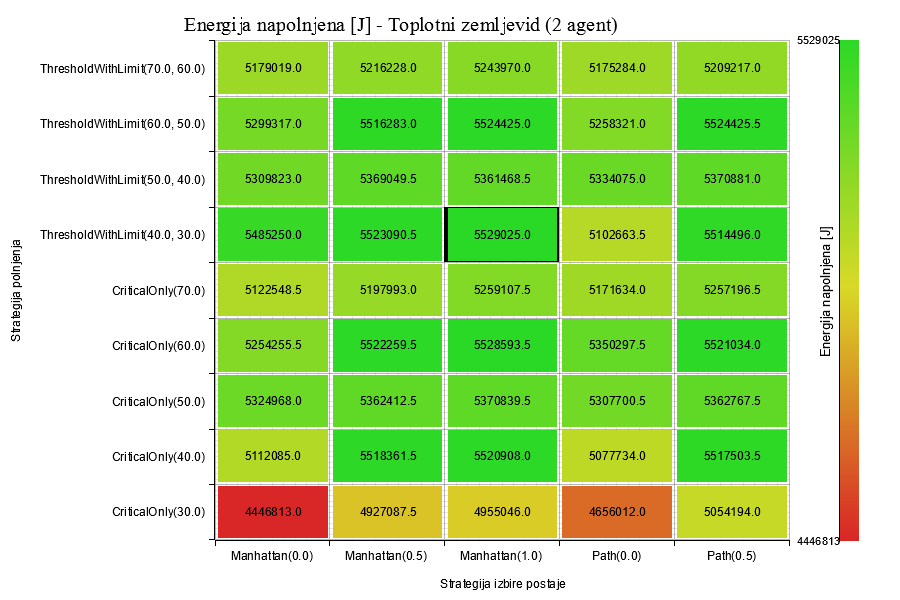 Energija napolnjena [J] - Toplotni zemljevid (2 agent)
5529025
ThresholdWithLimit(70.0, 60.0) 5179019.0 5216228.0 5243970.0 5175284.0 5209217.0
ThresholdWithLimit(60.0, 50.0) 5299317.0 5516283.0 5524425.0 5258321.0 5524425.5
ThresholdWithLimit(50.0, 40.0) 5309823.0 5369049.5 5361468.5 5334075.0 5370881.0
ThresholdWithLimit(40.0, 30.0) 5485250.0 5523090.5 5529025.0 5102663.5 5514496.0
CriticalOnly(70.0) 5122548.5 5197993.0 5259107.5 5171634.0 5257196.5
CriticalOnly(60.0) 5254255.5 5522259.5 5528593.5 5350297.5 5521034.0
CriticalOnly(50.0) 5324968.0 5362412.5 5370839.5 5307700.5 5362767.5
CriticalOnly(40.0) 5112085.0 5518361.5 5520908.0 5077734.0 5517503.5
CriticalOnly(30.0) 4446813.0 4927087.5 4955046.0 4656012.0 5054194.0
4446813
Manhattan(0.0) Manhattan(0.5) Manhattan(1.0) Path(0.0) Path(0.5)
Strategija izbire postaje
Strategija polnjenja
Energija napolnjena [J]